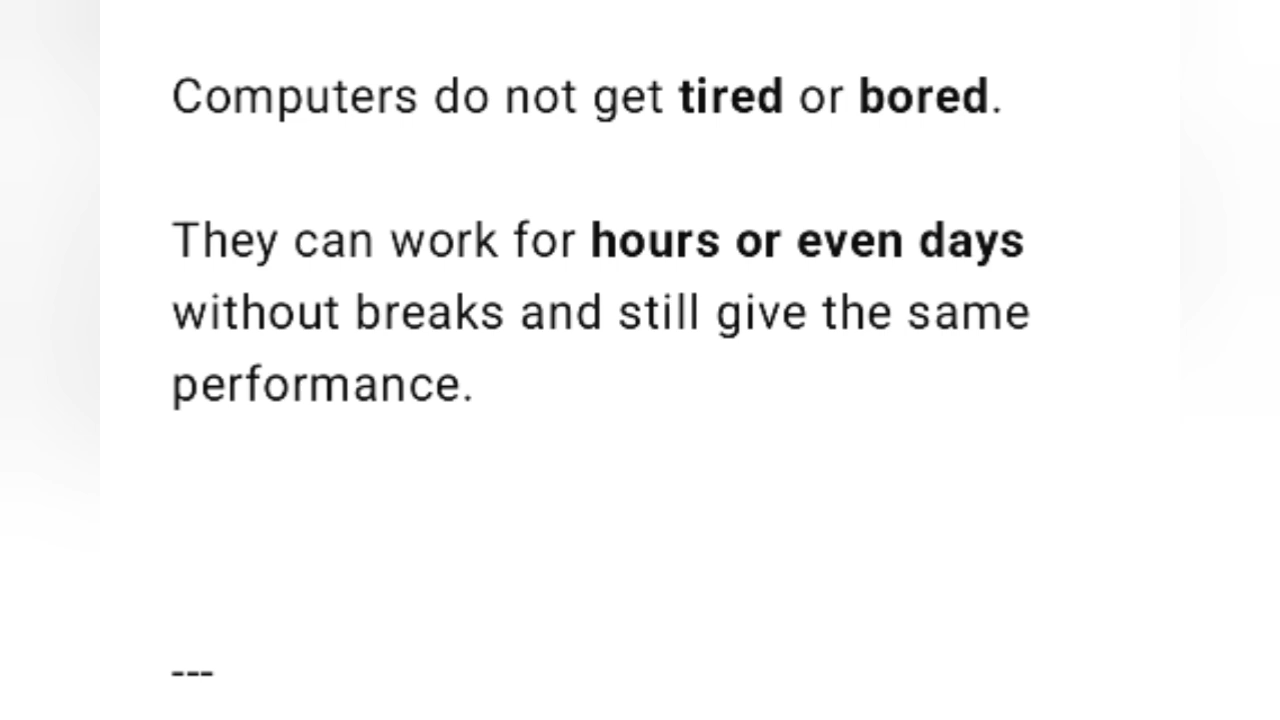 Computers do not get tired or bored.
They can work for hours or even days
without breaks and still give the same
performance.
---